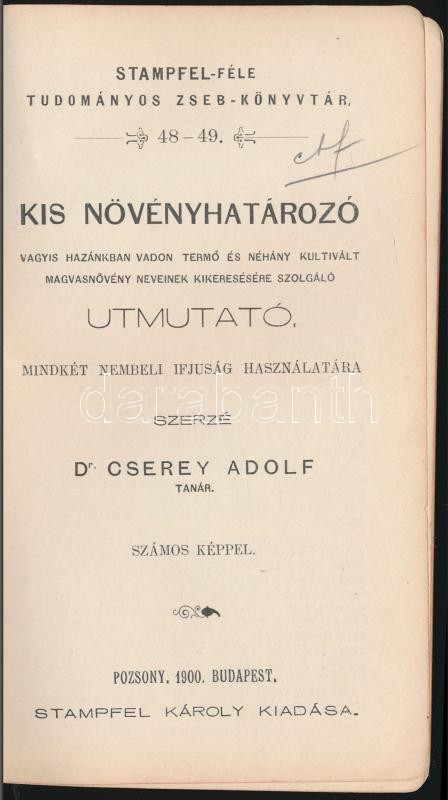 STAMPFEL-FÉLE
TUDOMÁNYOS ZSEB-KÖNYVTÁR.
48–49.
KIS NÖVÉNYHATÁROZÓ
VAGYIS HAZÁNKBAN VADON TERMŐ ÉS NÉHÁNY KULTIVÁLT
MAGVASNÖVÉNY NEVEINEK KIKERESÉSÉRE SZOLGÁLÓ
UTMUTATÓ,
MINDKÉT NEMBELI IFJUSÁG HASZNÁLATÁRA
darabanth
SZERZÉ
Dr. CSEREY ADOLF
TANÁR.
SZÁMOS KÉPPEL.
POZSONY, 1900. BUDAPEST.
STAMPFEL KÁROLY KIADÁSA.